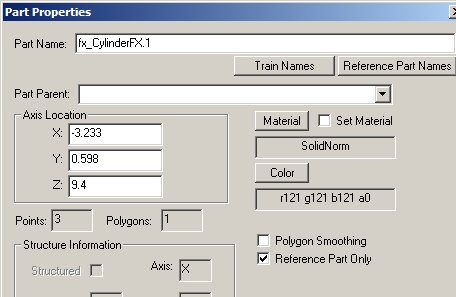 Part Properties
Part Name: fx_CylinderFX.1
Train Names Reference Part Names
Part Parent:
Axis Location
X: -3.233
Y: 0.598
Z: 9.4
Material Set Material
SolidNorm
Color
r121 g121 b121 a0
Points: 3 Polygons: 1
Polygon Smoothing
Structure Information
Reference Part Only
Structured Axis: X